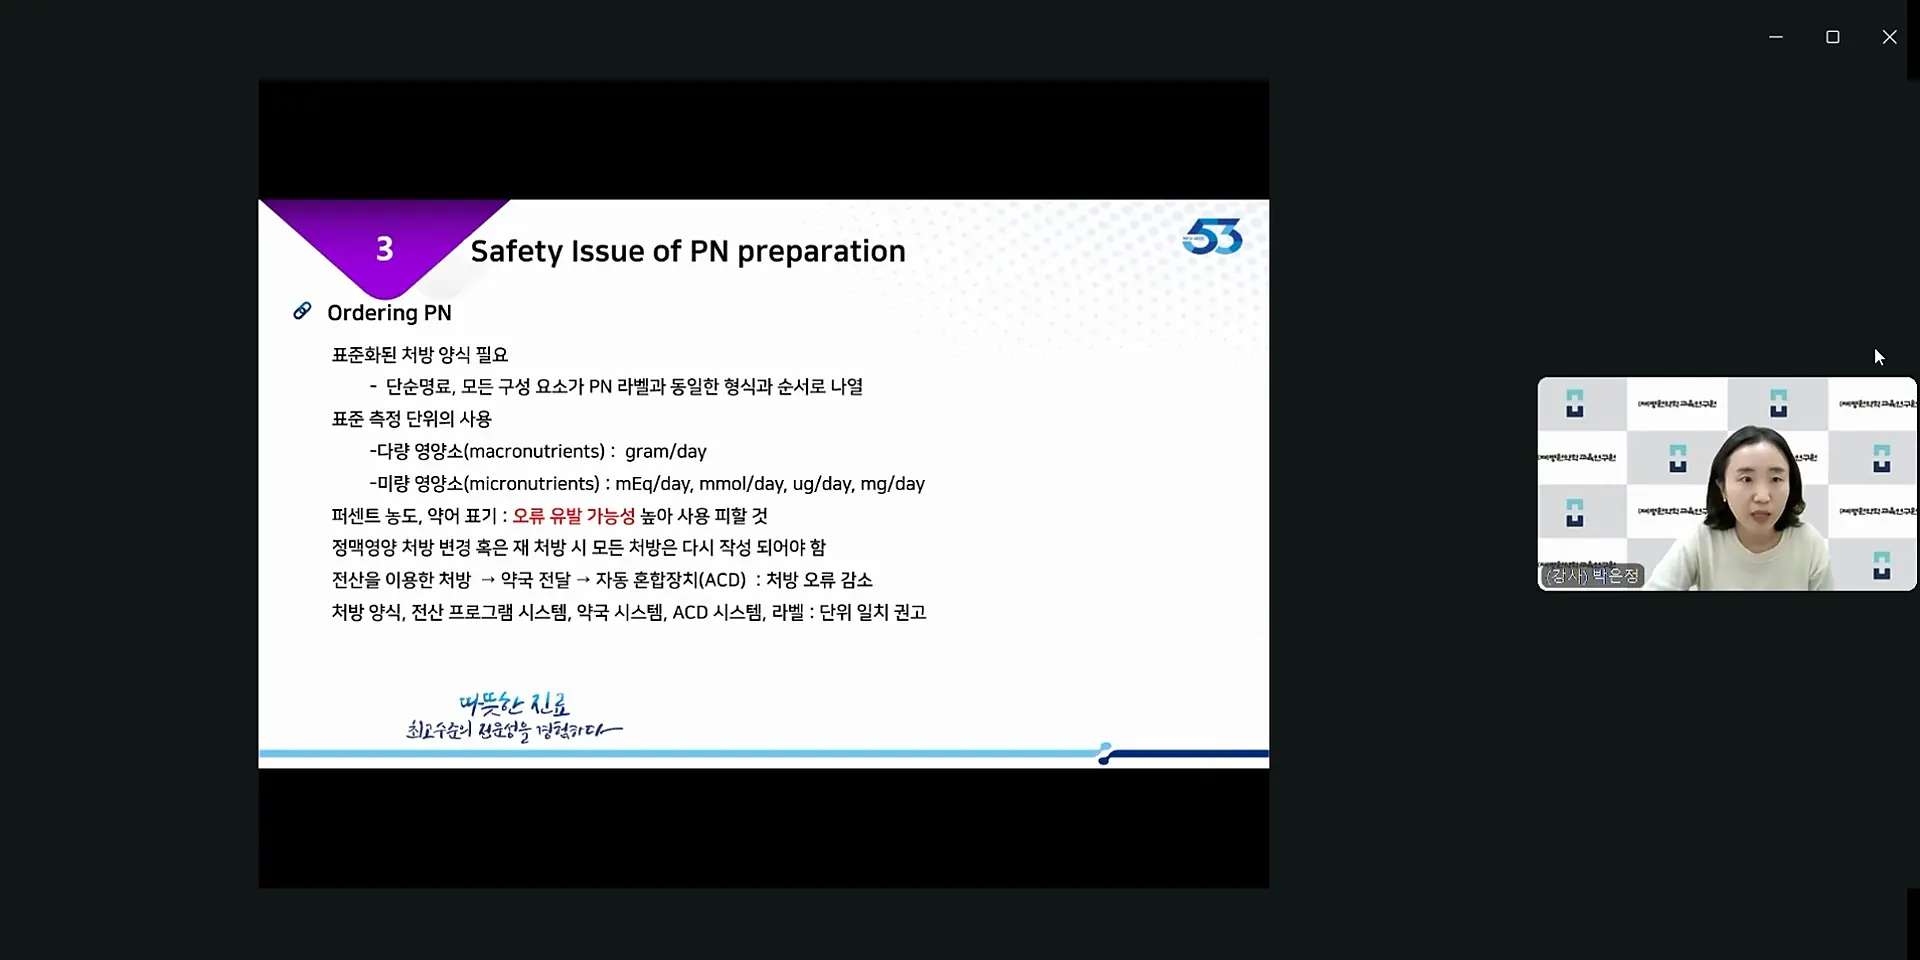 3
Safety Issue of PN preparation
53
Ordering PN
표준화된 처방 양식 필요
- 단순명료, 모든 구성 요소가 PN 라벨과 동일한 형식과 순서로 나열
표준 측정 단위의 사용
-다량 영양소(macronutrients) : gram/day
-미량 영양소(micronutrients) : mEq/day, mmol/day, ug/day, mg/day
퍼센트 농도, 약어 표기 : 오류 유발 가능성 높아 사용 피할 것
정맥영양 처방 변경 혹은 재 처방 시 모든 처방은 다시 작성 되어야 함
전산을 이용한 처방 → 약국 전달 → 자동 혼합장치(ACD) : 처방 오류 감소
처방 양식, 전산 프로그램 시스템, 약국 시스템, ACD 시스템, 라벨 : 단위 일치 권고
따뜻한 진료
최고수준의 전문성을 경험하다
(재)병원약학교육연구원
(강사) 박은정